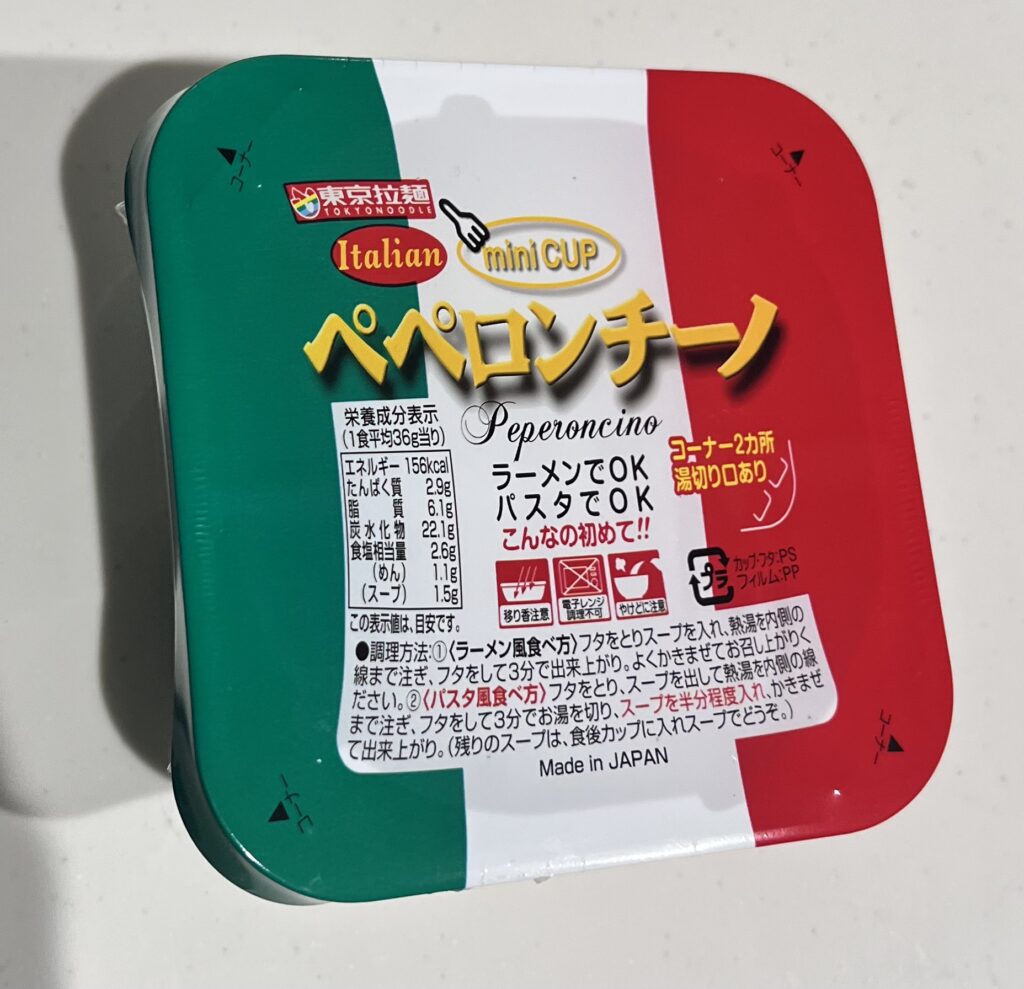 コーナー
コーナー
東京拉麺
TOKYONOODLE
Italian
mini CUP
ペペロンチーノ
Peperoncino
栄養成分表示
(1食平均36g当り)
エネルギー 156kcal
たんぱく質 2.9g
脂質 6.1g
炭水化物 22.1g
食塩相当量 2.6g
(めん) 1.1g
(スープ) 1.5g
この表示値は、目安です。
ラーメンでOK
パスタでOK
こんなの初めて!!
コーナー2カ所
湯切り口あり
移り香注意
電子レンジ
調理不可
やけどに注意
プラ
カップ・フタ:PS
フィルム:PP
●調理方法:①〈ラーメン風食べ方〉フタをとりスープを入れ、熱湯を内側の
線まで注ぎ、フタをして3分で出来上がり。よくかきまぜてお召し上がりく
ださい。②〈パスタ風食べ方〉フタをとり、スープを出して熱湯を内側の線
まで注ぎ、フタをして3分でお湯を切り、スープを半分程度入れ、かきまぜ
て出来上がり。(残りのスープは、食後カップに入れスープでどうぞ。)
Made in JAPAN
コーナー
コーナー